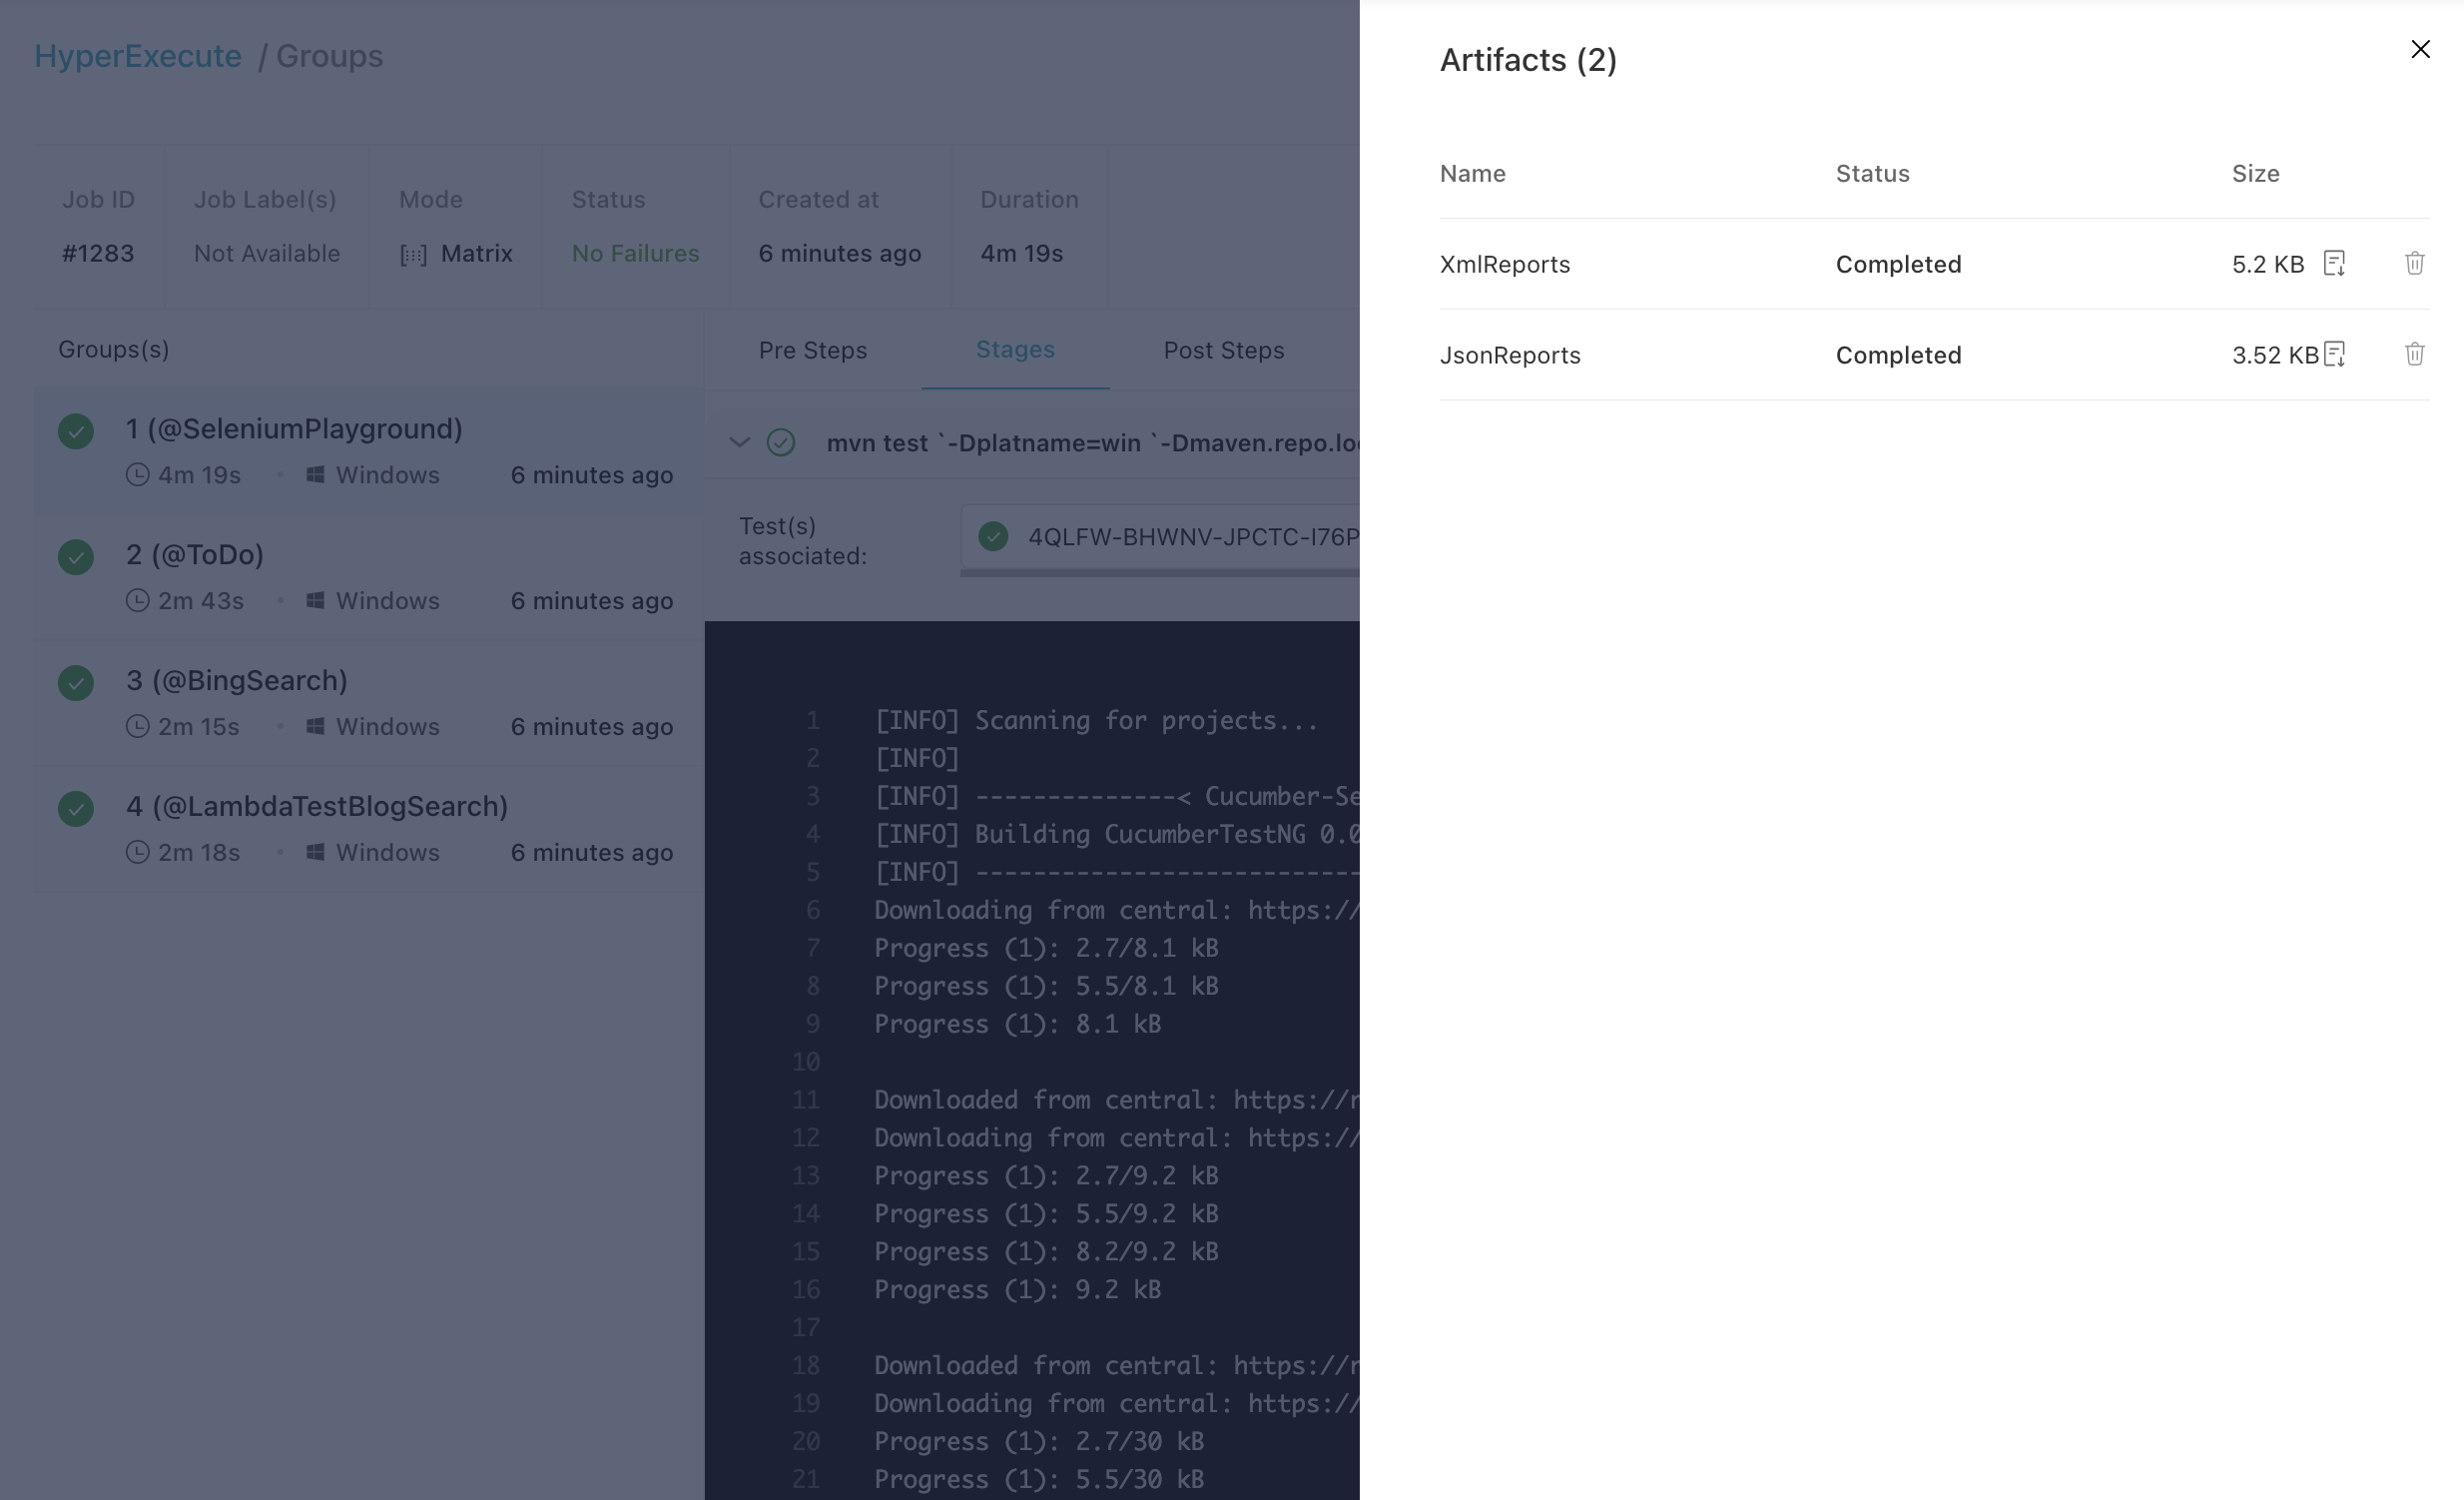 HyperExecute / Groups
Job ID
Job Label(s)
Mode
Status
Created at
Duration
#1283
Not Available
Matrix
No Failures
6 minutes ago
4m 19s
Groups(s)
Pre Steps
Stages
Post Steps
1 (@SeleniumPlayground)
4m 19s
Windows
6 minutes ago
2 (@ToDo)
2m 43s
Windows
6 minutes ago
3 (@BingSearch)
2m 15s
Windows
6 minutes ago
4 (@LambdaTestBlogSearch)
2m 18s
Windows
6 minutes ago
mvn test `-Dplatname=win `-Dmaven.repo.lo
Test(s)
associated:
4QLFW-BHWNV-JPCTC-I76P
1 [INFO] Scanning for projects...
2 [INFO]
3 [INFO] --------------< Cucumber-Se
4 [INFO] Building CucumberTestNG 0.0
5 [INFO] ---------------------------
6 Downloading from central: https://
7 Progress (1): 2.7/8.1 kB
8 Progress (1): 5.5/8.1 kB
9 Progress (1): 8.1 kB
10
11 Downloaded from central: https://r
12 Downloading from central: https://
13 Progress (1): 2.7/9.2 kB
14 Progress (1): 5.5/9.2 kB
15 Progress (1): 8.2/9.2 kB
16 Progress (1): 9.2 kB
17
18 Downloaded from central: https://r
19 Downloading from central: https://
20 Progress (1): 2.7/30 kB
21 Progress (1): 5.5/30 kB
Artifacts (2)
Name Status Size
XmlReports Completed 5.2 KB
JsonReports Completed 3.52 KB